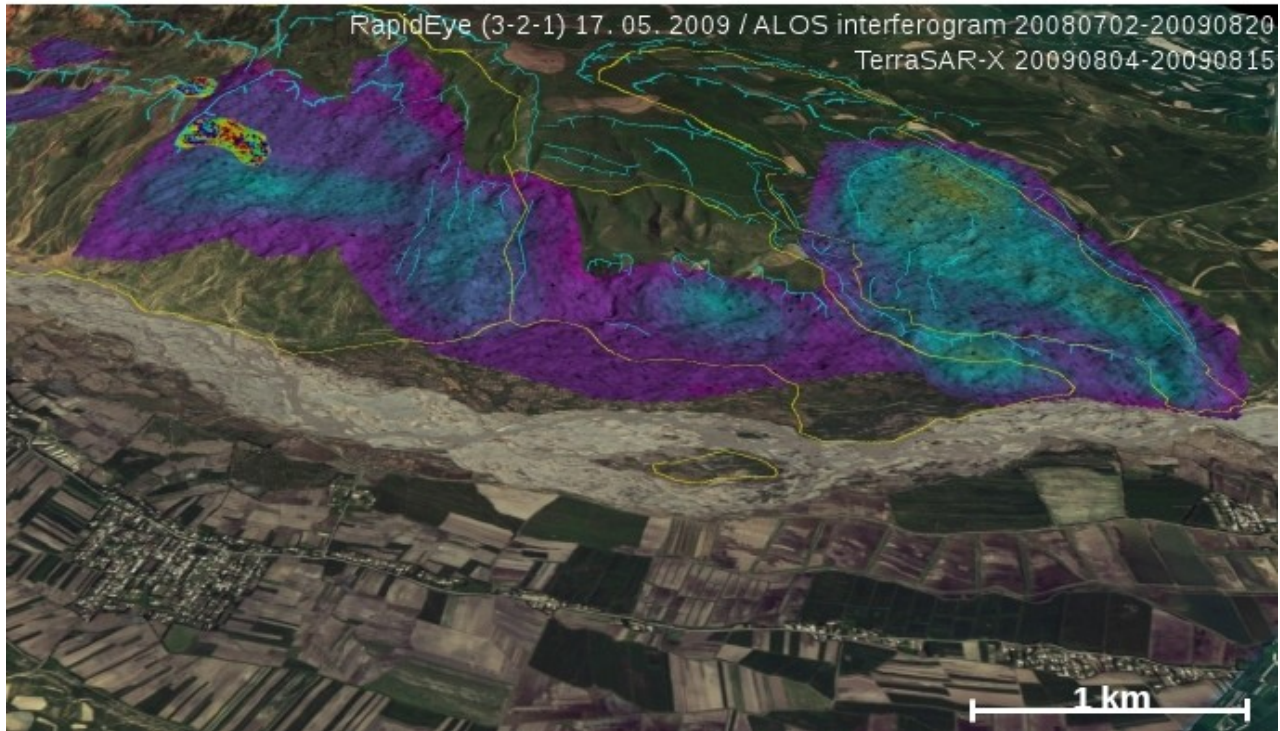 RapidEye (3-2-1) 17. 05. 2009 / ALOS interferogram 20080702-20090820
TerraSAR-X 20090804-20090815
1 km